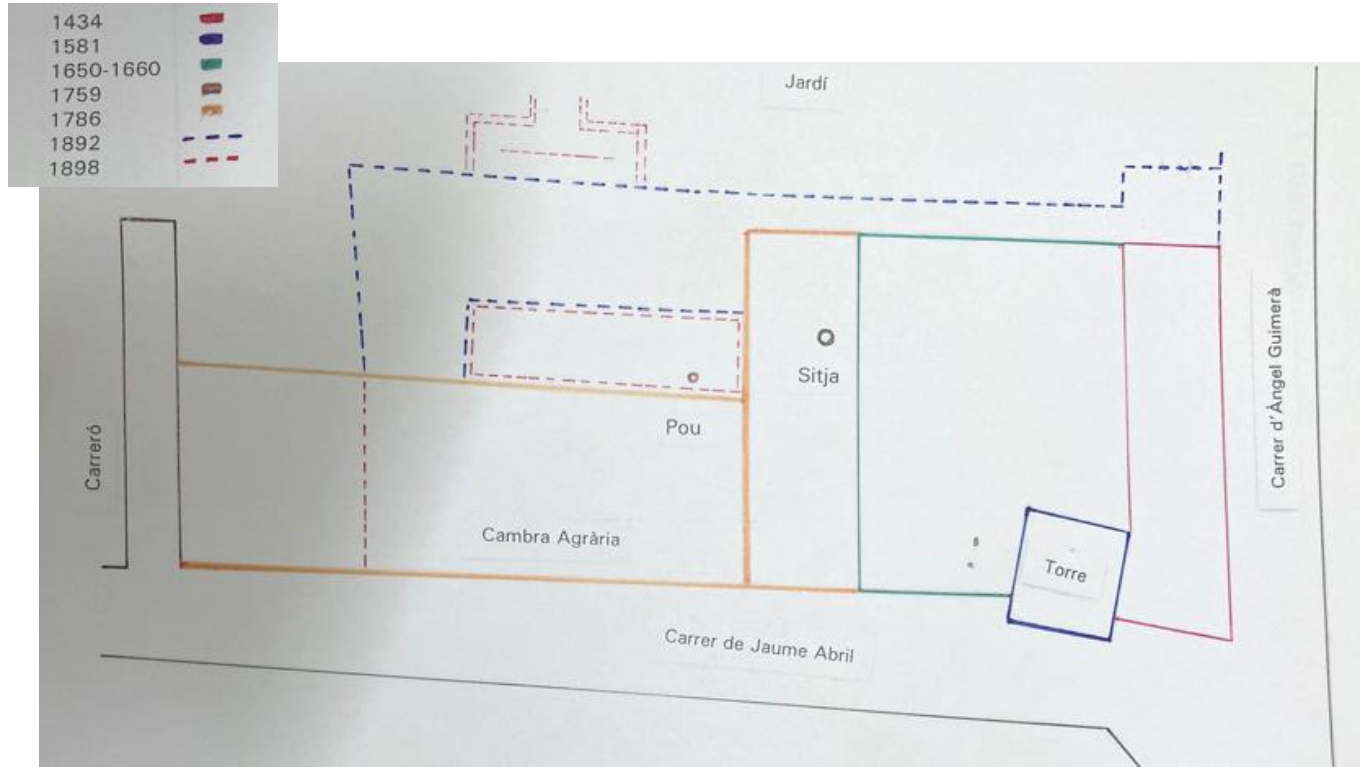 1434
1581
1650-1660
1759
1786
1892
1898
Jardí
Carreró
Carrer d'Àngel Guimerà
Sitja
Pou
Cambra Agrària
Torre
Carrer de Jaume Abril